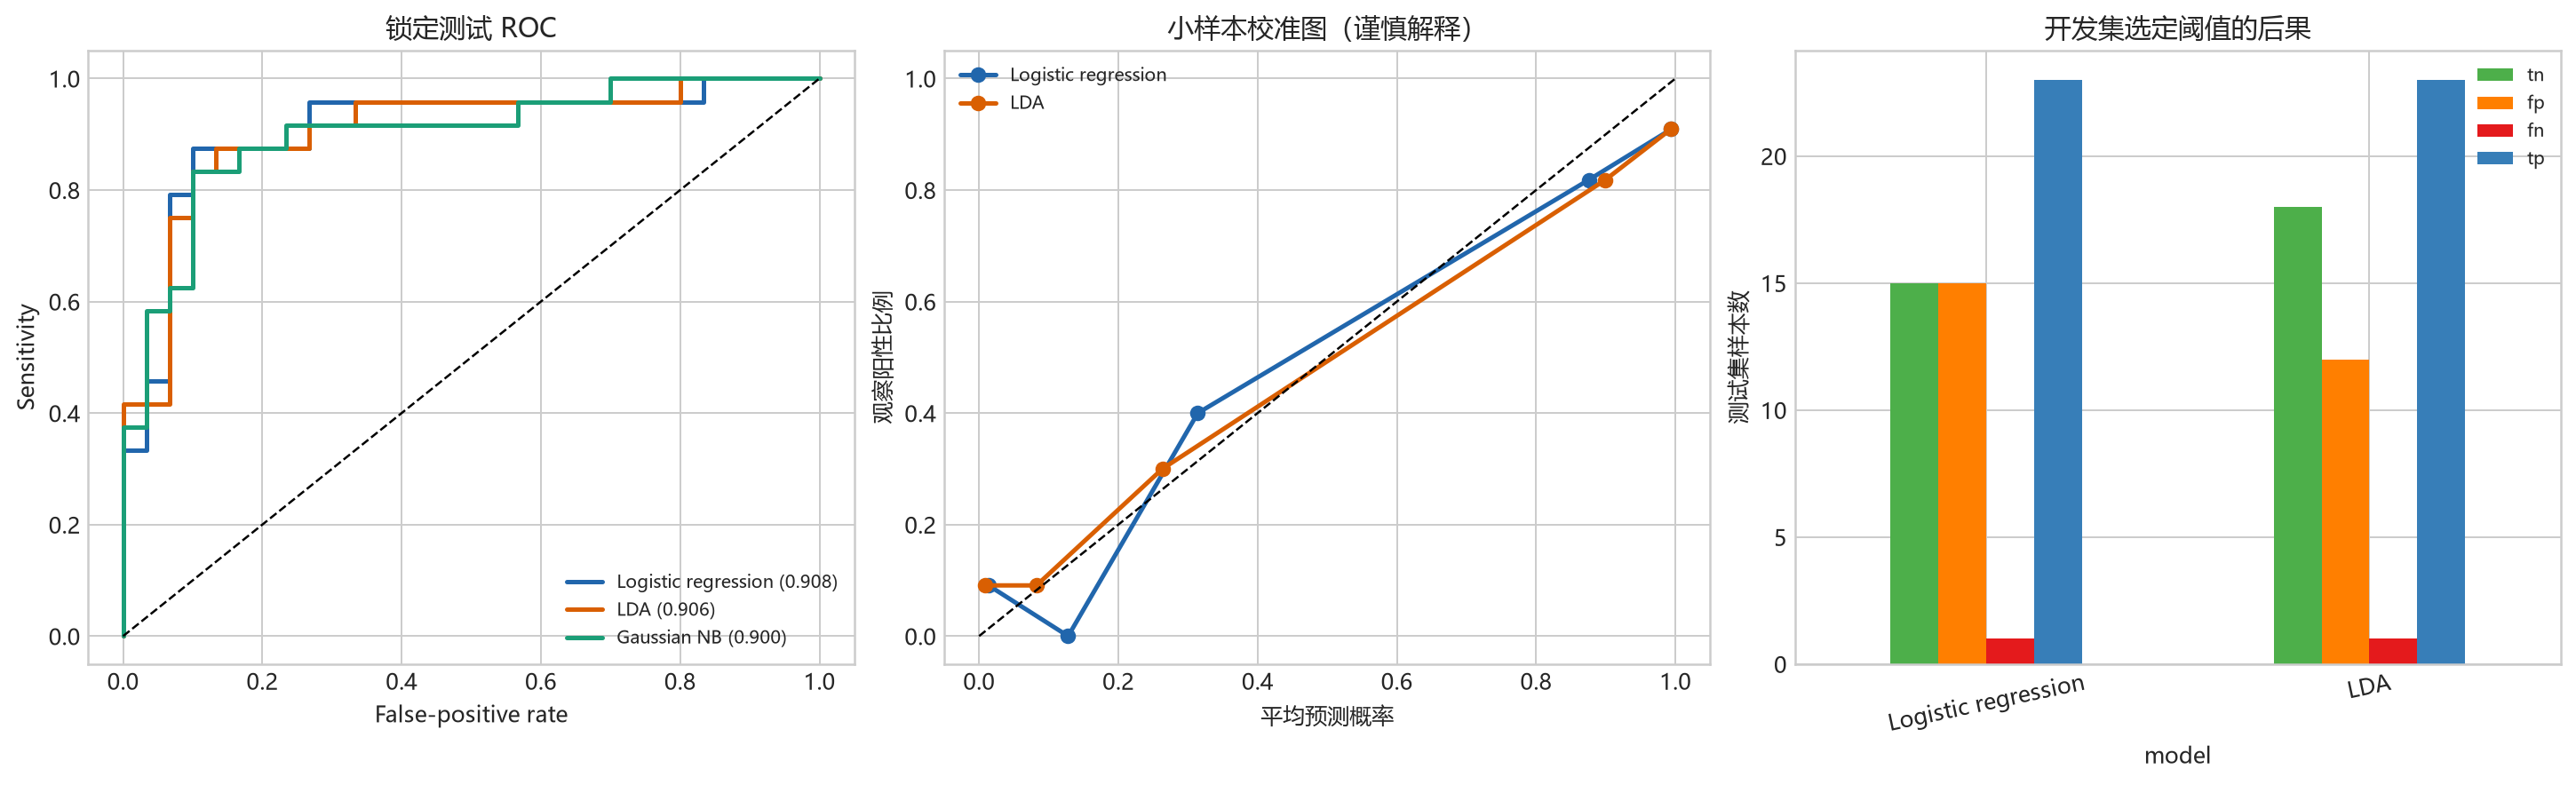 锁定测试 ROC
Sensitivity
1.0
0.8
0.6
0.4
0.2
0.0
0.0 0.2 0.4 0.6 0.8 1.0
False-positive rate
Logistic regression (0.908)
LDA (0.906)
Gaussian NB (0.900)
小样本校准图（谨慎解释）
Logistic regression
LDA
观察阳性比例
1.0
0.8
0.6
0.4
0.2
0.0
0.0 0.2 0.4 0.6 0.8 1.0
平均预测概率
开发集选定阈值的后果
tn
fp
fn
tp
测试集样本数
20
15
10
5
0
Logistic regression
LDA
model